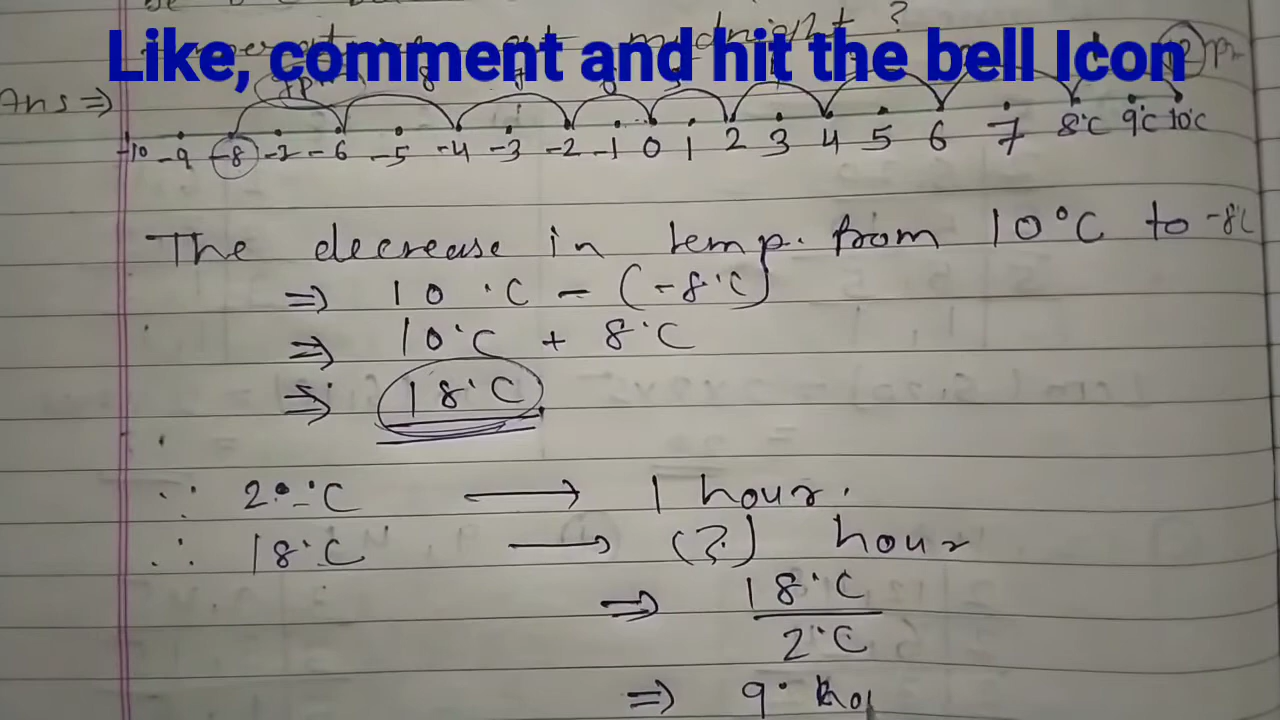 midnight ?
Like, comment and hit the bell Icon
Ans ⇒
-10 -9 -8 -7 -6 -5 -4 -3 -2 -1 0 1 2 3 4 5 6 7 8°C 9°C 10°C
The decrease in temp. from 10°C to -8C
⇒ 10 °C - (-8°C)
⇒ 10°C + 8°C
⇒ 18°C
∵ 2°C → 1 hour.
∴ 18°C → (?) hour
⇒ 18°C
2°C
⇒ 9